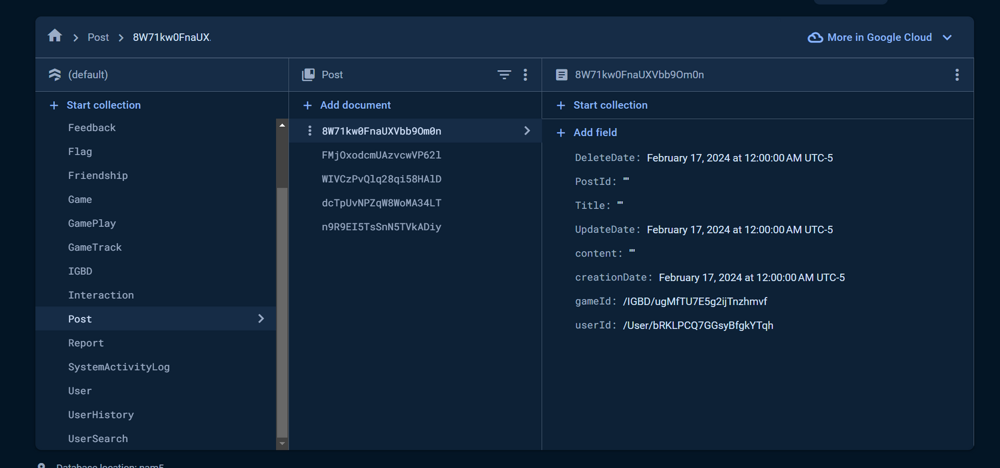 Post
8W71kw0FnaUX.
More in Google Cloud
(default)
Post
8W71kw0FnaUXVbb9Om0n
Start collection
Add document
Start collection
Feedback
Flag
Friendship
Game
GamePlay
GameTrack
IGBD
Interaction
Post
Report
SystemActivityLog
User
UserHistory
UserSearch
8W71kw0FnaUXVbb9Om0n
FMjOxodcmUAzvcwVP62l
WIVCzPvQlq28qi58HAlD
dcTpUvNPZqW8WoMA34LT
n9R9EI5TsSnN5TVkADiy
Add field
DeleteDate: February 17, 2024 at 12:00:00 AM UTC-5
PostId: ""
Title: ""
UpdateDate: February 17, 2024 at 12:00:00 AM UTC-5
content: ""
creationDate: February 17, 2024 at 12:00:00 AM UTC-5
gameId: /IGBD/ugMfTU7E5g2ijTnzhmvf
userId: /User/bRKLPCQ7GGsyBfgkYTqh
Database location: nam5